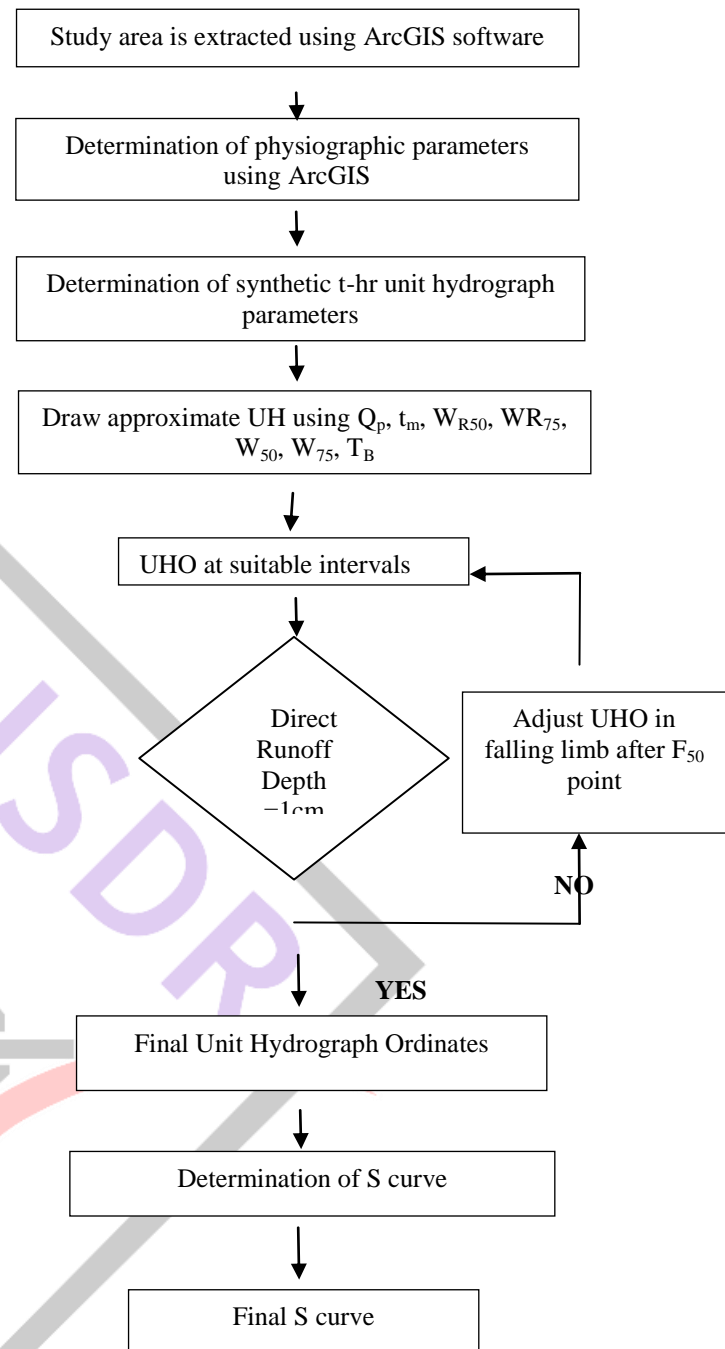 Study area is extracted using ArcGIS software
Determination of physiographic parameters
using ArcGIS
Determination of synthetic t-hr unit hydrograph
parameters
Draw approximate UH using Qp, tm, WR50, WR75,
W50, W75, TB
UHO at suitable intervals
Direct
Runoff
Depth
=1cm
Adjust UHO in
falling limb after F50
point
NO
YES
Final Unit Hydrograph Ordinates
Determination of S curve
Final S curve
ISDR